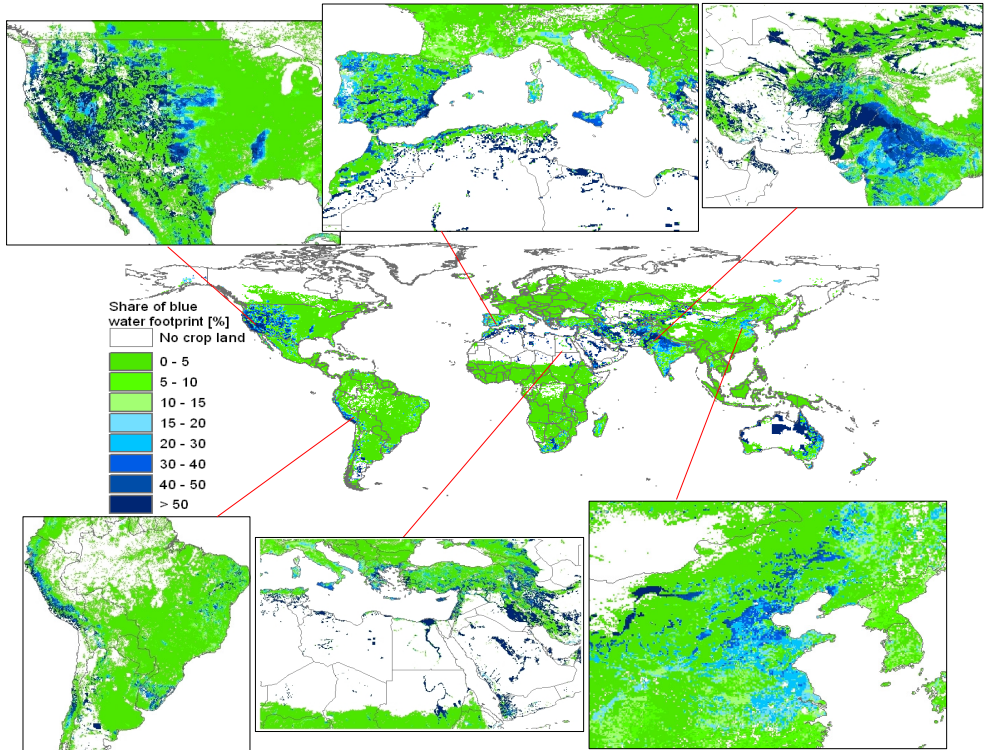 Share of blue
water footprint [%]
No crop land
0 - 5
5 - 10
10 - 15
15 - 20
20 - 30
30 - 40
40 - 50
> 50